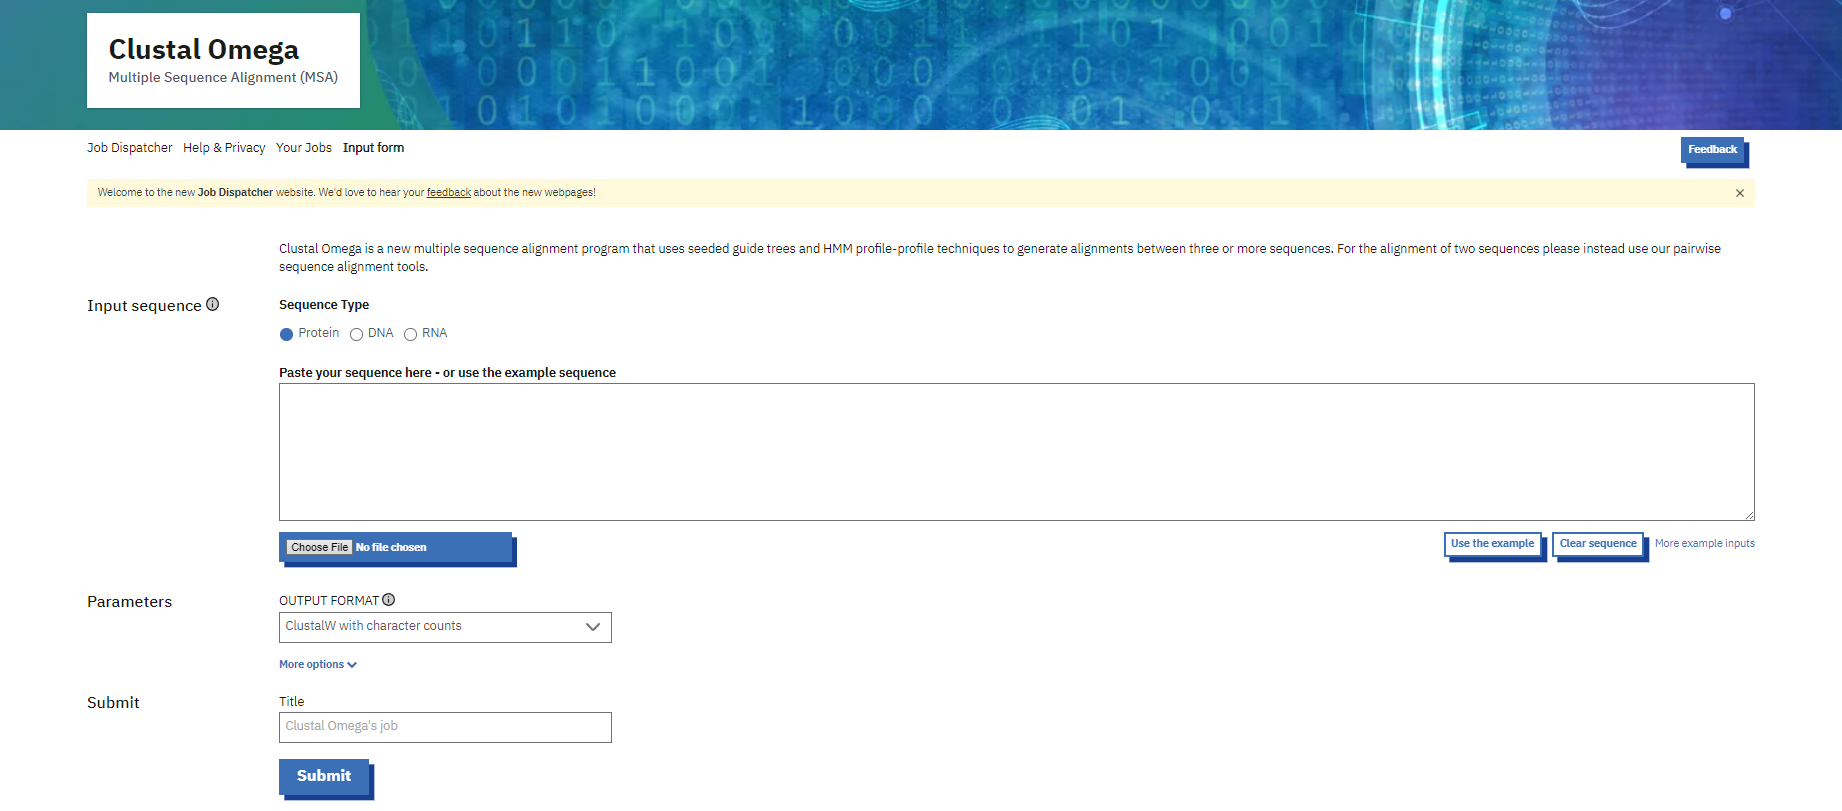 Clustal Omega
Multiple Sequence Alignment (MSA)
Job Dispatcher Help & Privacy Your Jobs Input form
Feedback
Welcome to the new Job Dispatcher website. We'd love to hear your feedback about the new webpages!
×
Clustal Omega is a new multiple sequence alignment program that uses seeded guide trees and HMM profile-profile techniques to generate alignments between three or more sequences. For the alignment of two sequences please instead use our pairwise
sequence alignment tools.
Input sequence
Sequence Type
Protein DNA RNA
Paste your sequence here - or use the example sequence
Choose File No file chosen
Use the example Clear sequence More example inputs
Parameters
OUTPUT FORMAT
ClustalW with character counts
More options
Submit
Title
Clustal Omega's job
Submit